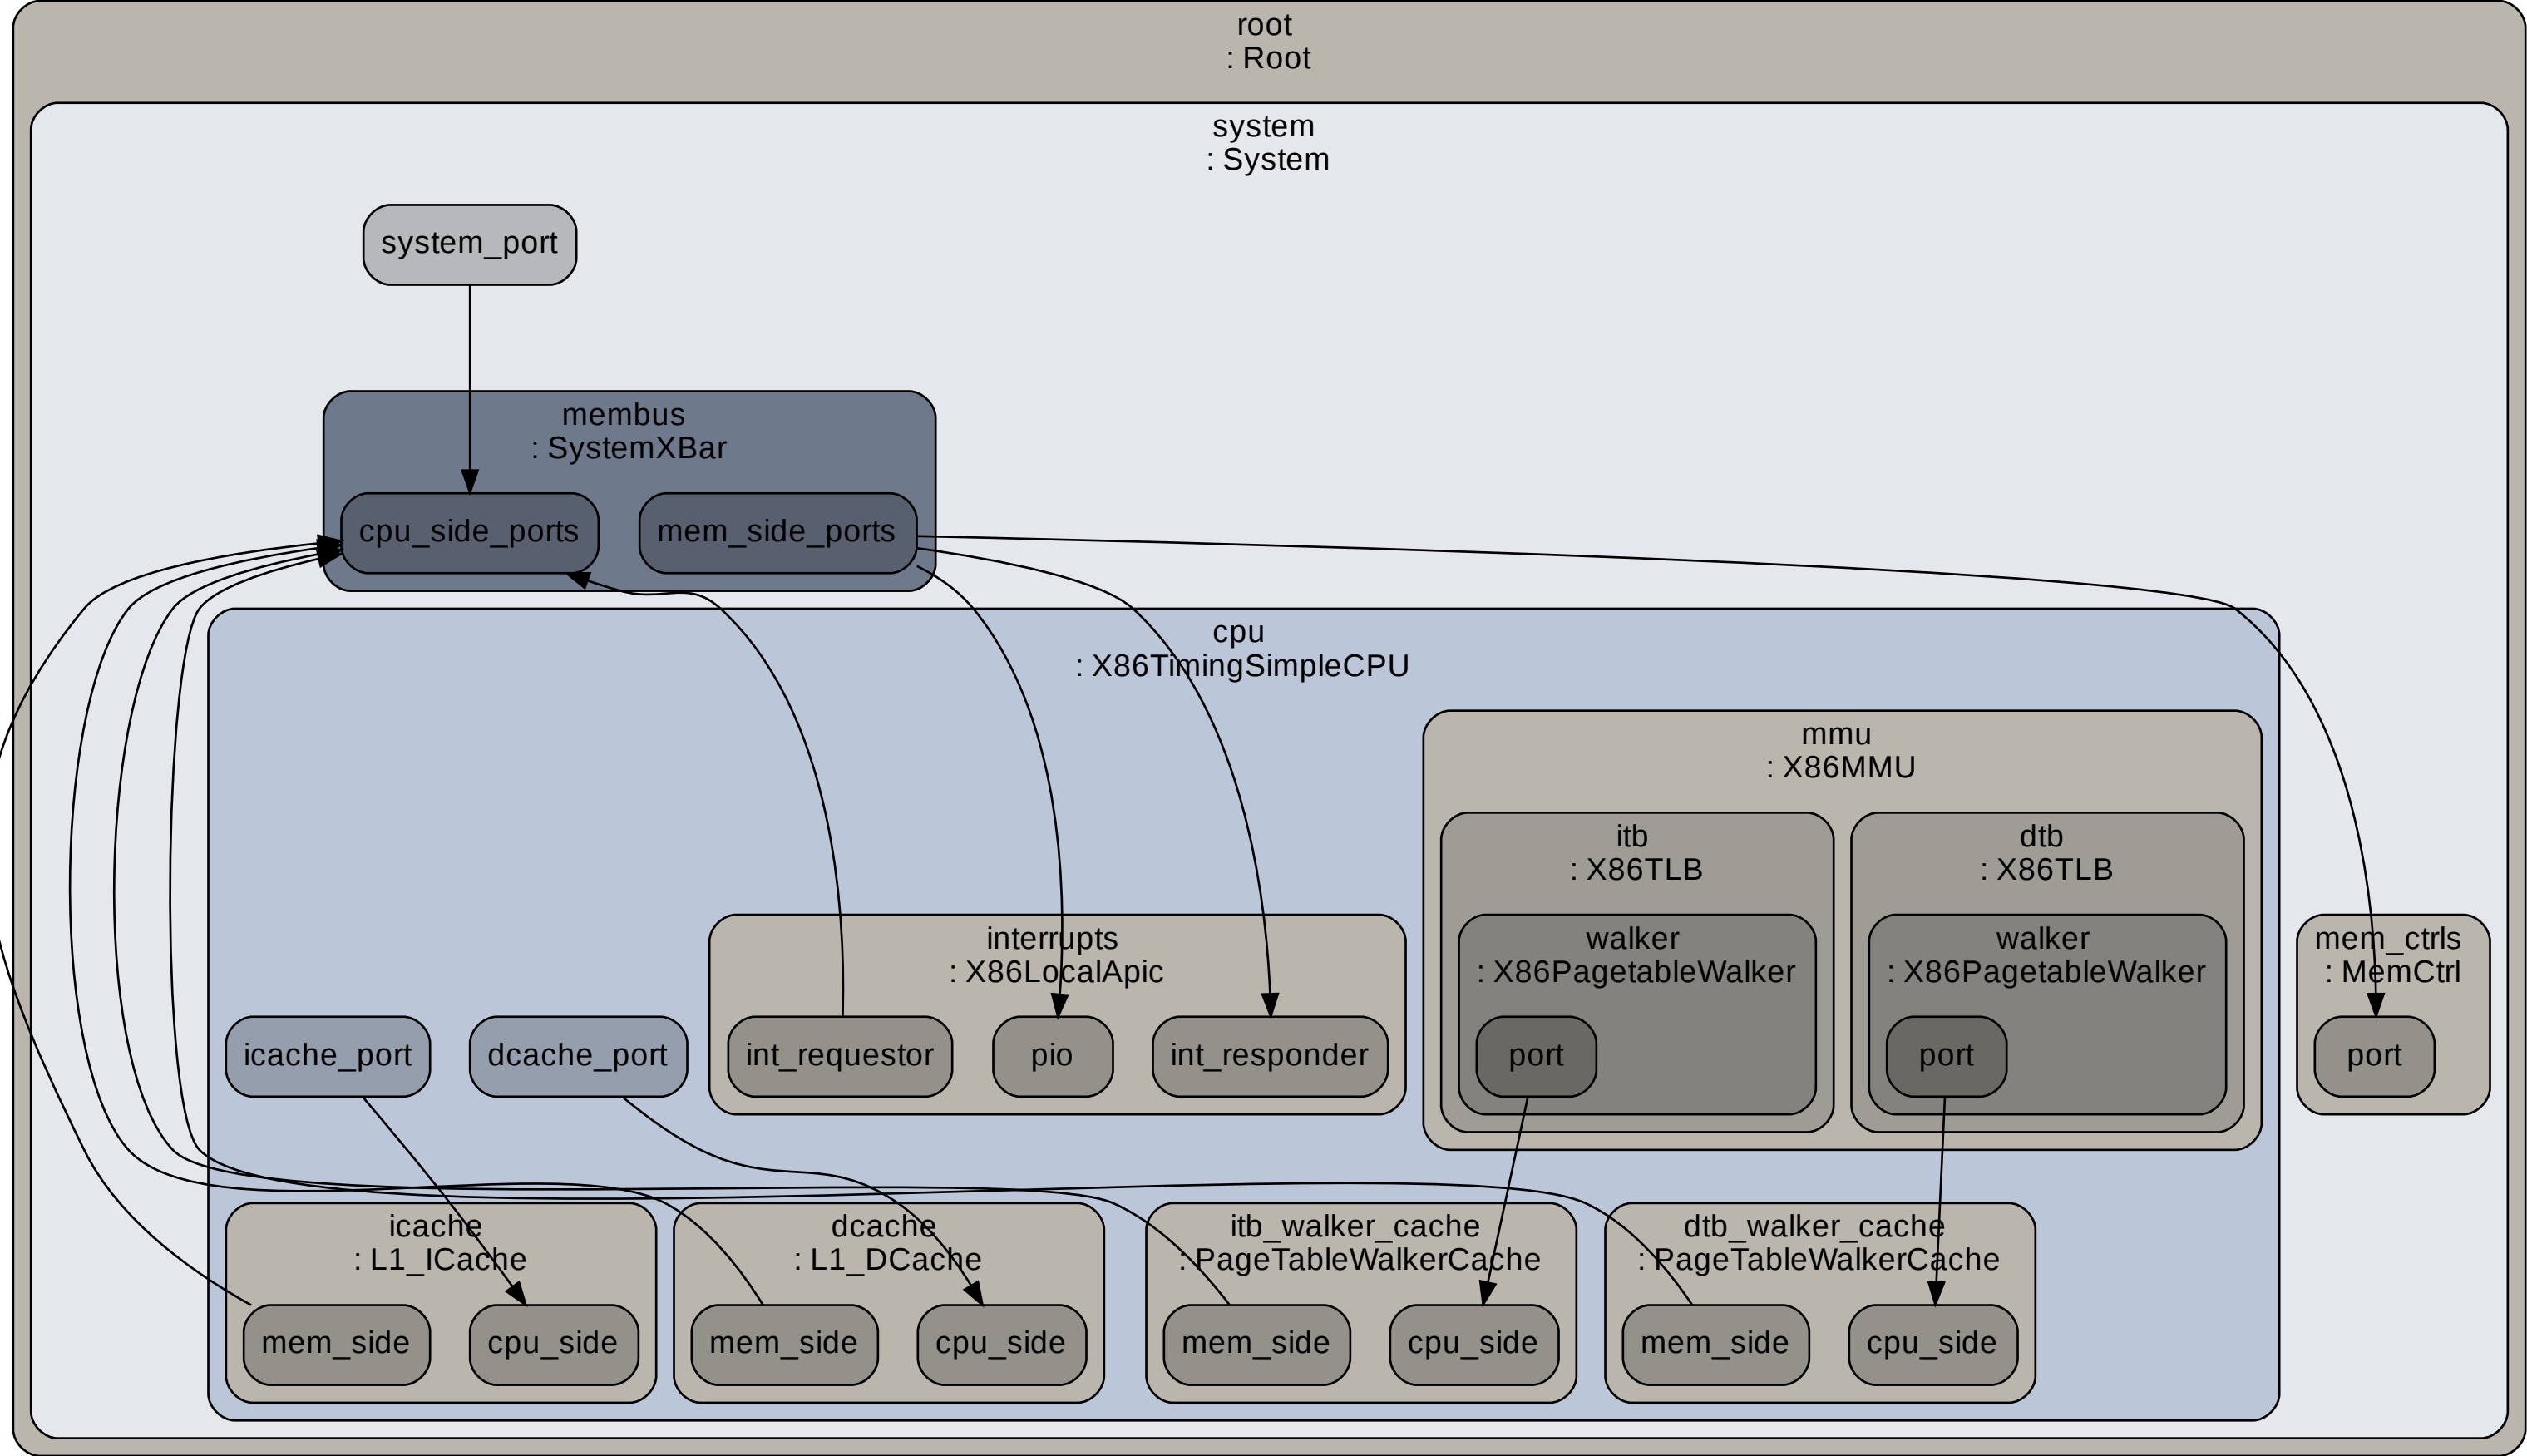 root
: Root
system
: System
system_port
membus
: SystemXBar
cpu_side_ports
mem_side_ports
cpu
: X86TimingSimpleCPU
mmu
: X86MMU
itb
: X86TLB
dtb
: X86TLB
interrupts
: X86LocalApic
walker
: X86PagetableWalker
walker
: X86PagetableWalker
mem_ctrls
: MemCtrl
icache_port
dcache_port
int_requestor
pio
int_responder
port
port
port
icache
: L1_ICache
dcache
: L1_DCache
itb_walker_cache
: PageTableWalkerCache
dtb_walker_cache
: PageTableWalkerCache
mem_side
cpu_side
mem_side
cpu_side
mem_side
cpu_side
mem_side
cpu_side